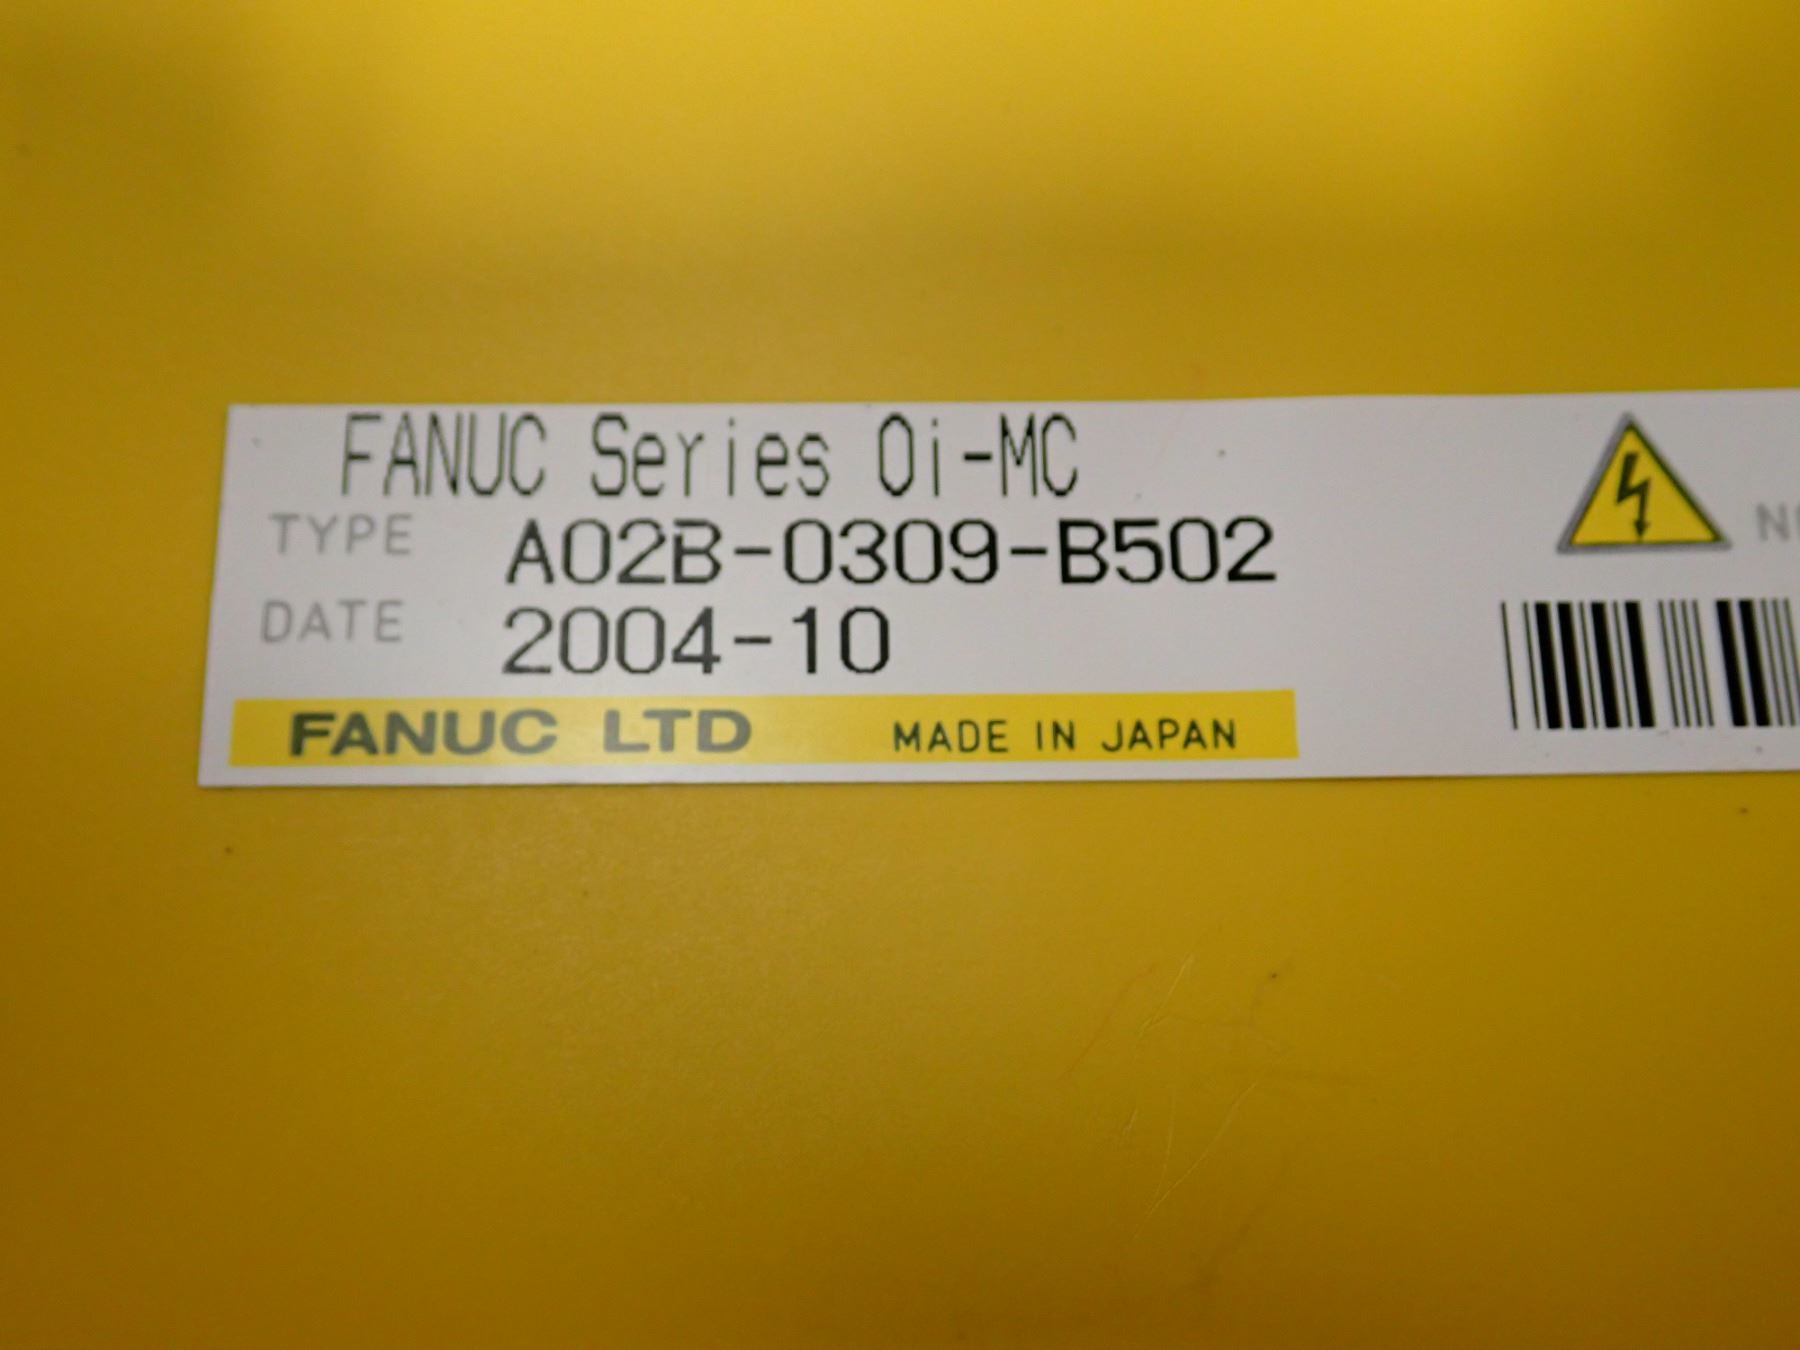 FANUC Series 0i-MC
TYPE A02B-0309-B502
DATE 2004-10
FANUC LTD MADE IN JAPAN